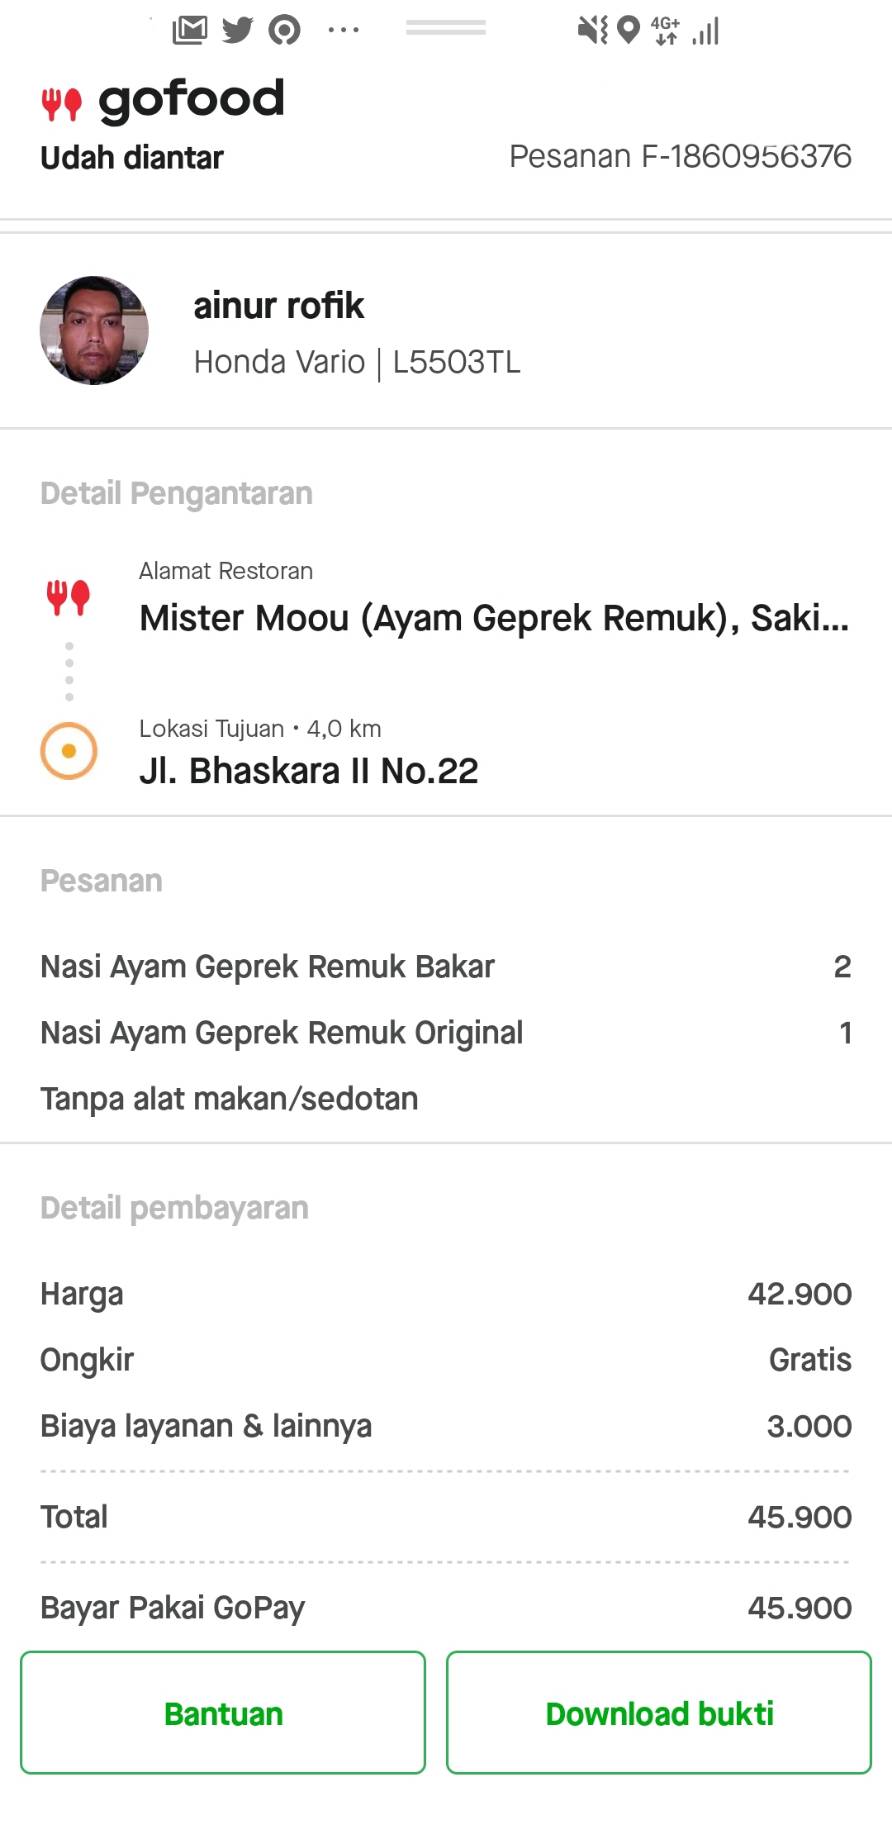 4G+
gofood
Udah diantar
Pesanan F-1860956376
ainur rofik
Honda Vario | L5503TL
Detail Pengantaran
Alamat Restoran
Mister Moou (Ayam Geprek Remuk), Saki...
Lokasi Tujuan • 4,0 km
Jl. Bhaskara II No.22
Pesanan
Nasi Ayam Geprek Remuk Bakar 2
Nasi Ayam Geprek Remuk Original 1
Tanpa alat makan/sedotan
Detail pembayaran
Harga 42.900
Ongkir Gratis
Biaya layanan & lainnya 3.000
Total 45.900
Bayar Pakai GoPay 45.900
Bantuan
Download bukti